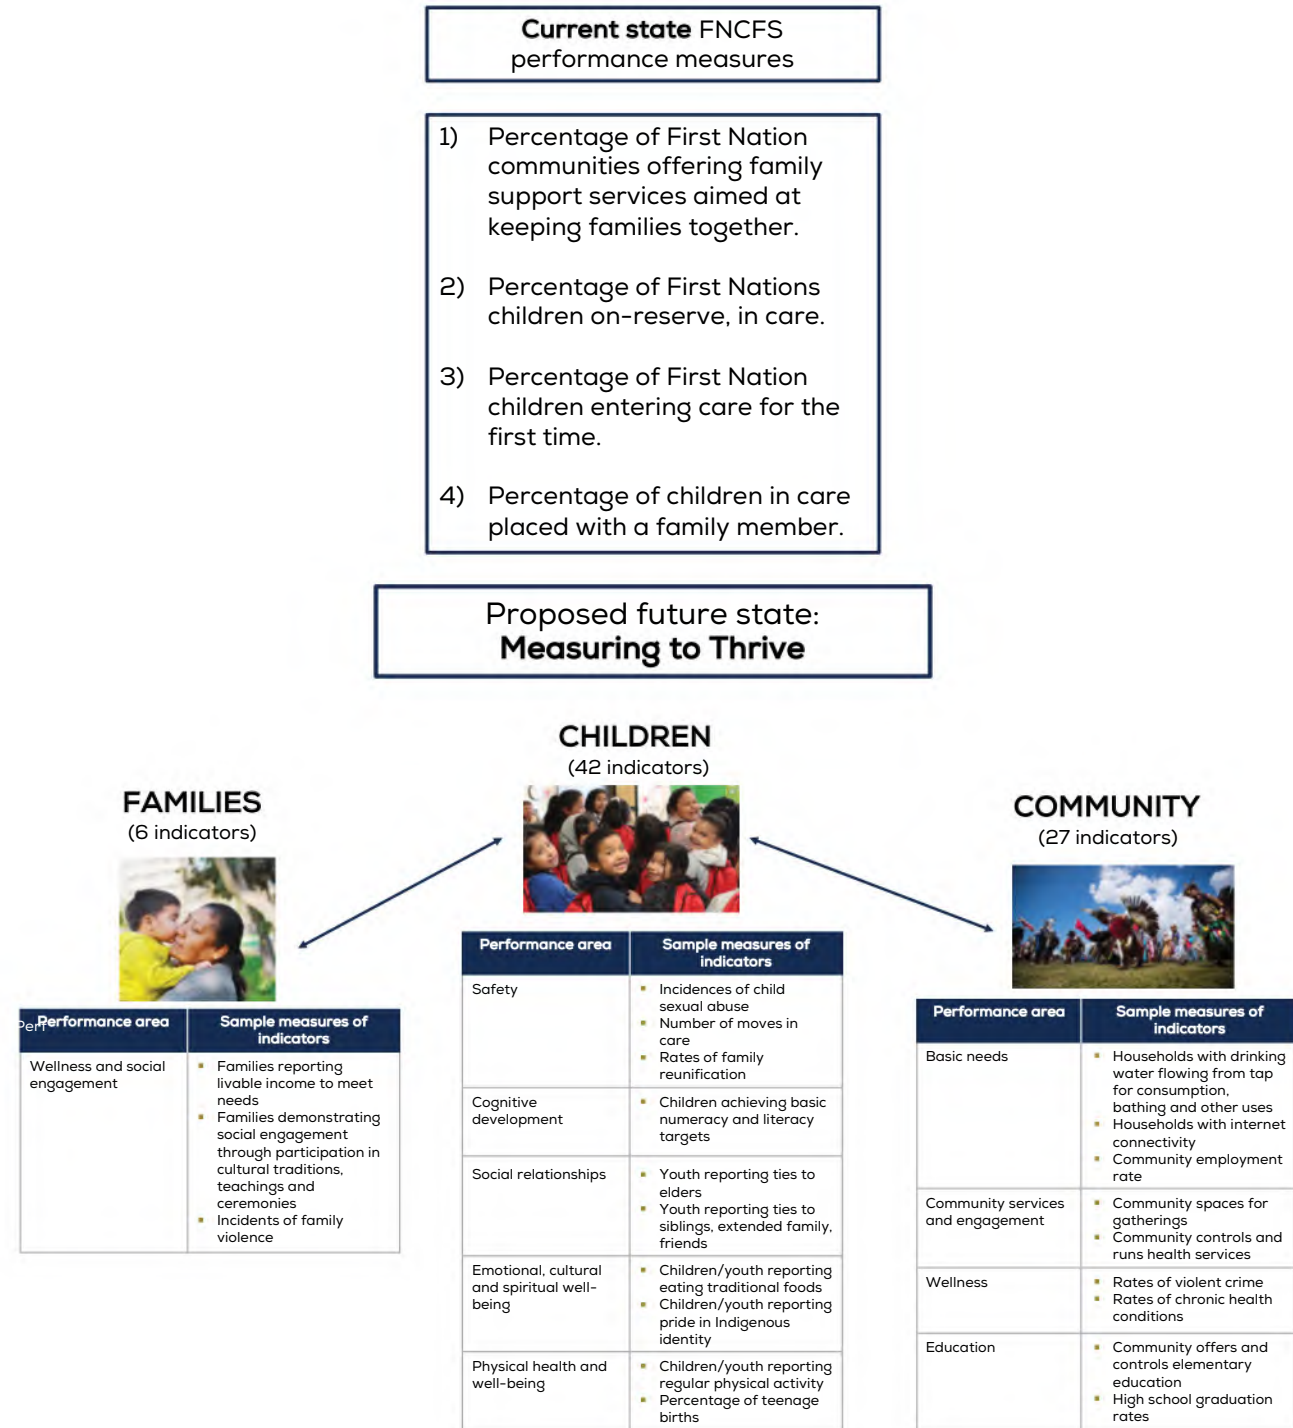 Current state FNCFS
performance measures
1) Percentage of First Nation
communities offering family
support services aimed at
keeping families together.
2) Percentage of First Nations
children on-reserve, in care.
3) Percentage of First Nation
children entering care for the
first time.
4) Percentage of children in care
placed with a family member.
Proposed future state:
Measuring to Thrive
FAMILIES
(6 indicators)
Perf
Performance area
Sample measures of
indicators
Wellness and social
engagement
▪ Families reporting
livable income to meet
needs
▪ Families demonstrating
social engagement
through participation in
cultural traditions,
teachings and
ceremonies
▪ Incidents of family
violence
CHILDREN
(42 indicators)
Performance area
Sample measures of
indicators
Safety
▪ Incidences of child
sexual abuse
▪ Number of moves in
care
▪ Rates of family
reunification
Cognitive
development
▪ Children achieving basic
numeracy and literacy
targets
Social relationships
▪ Youth reporting ties to
elders
▪ Youth reporting ties to
siblings, extended family,
friends
Emotional, cultural
and spiritual well-
being
▪ Children/youth reporting
eating traditional foods
▪ Children/youth reporting
pride in Indigenous
identity
Physical health and
well-being
▪ Children/youth reporting
regular physical activity
▪ Percentage of teenage
births
COMMUNITY
(27 indicators)
Performance area
Sample measures of
indicators
Basic needs
▪ Households with drinking
water flowing from tap
for consumption,
bathing and other uses
▪ Households with internet
connectivity
▪ Community employment
rate
Community services
and engagement
▪ Community spaces for
gatherings
▪ Community controls and
runs health services
Wellness
▪ Rates of violent crime
▪ Rates of chronic health
conditions
Education
▪ Community offers and
controls elementary
education
▪ High school graduation
rates